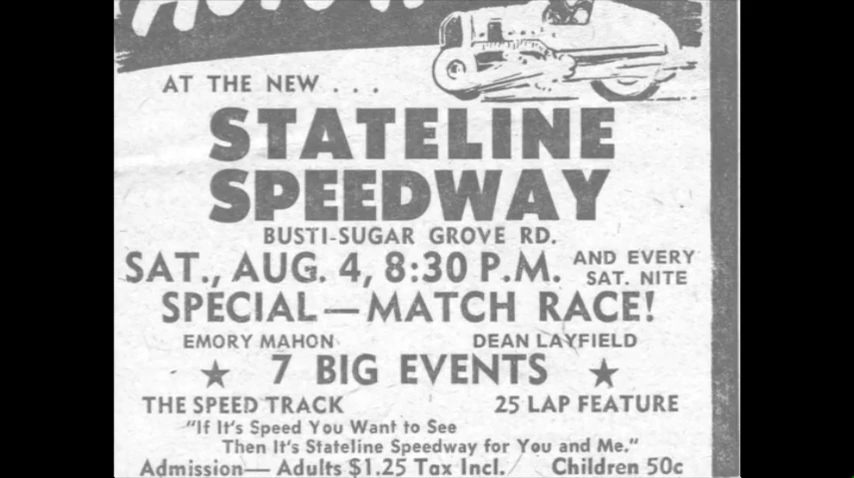 AT THE NEW . . .
STATELINE
SPEEDWAY
BUSTI-SUGAR GROVE RD.
SAT., AUG. 4, 8:30 P.M. AND EVERY SAT. NITE
SPECIAL—MATCH RACE!
EMORY MAHON DEAN LAYFIELD
★ 7 BIG EVENTS ★
THE SPEED TRACK 25 LAP FEATURE
"If It's Speed You Want to See
Then It's Stateline Speedway for You and Me."
Admission— Adults $1.25 Tax Incl. Children 50c